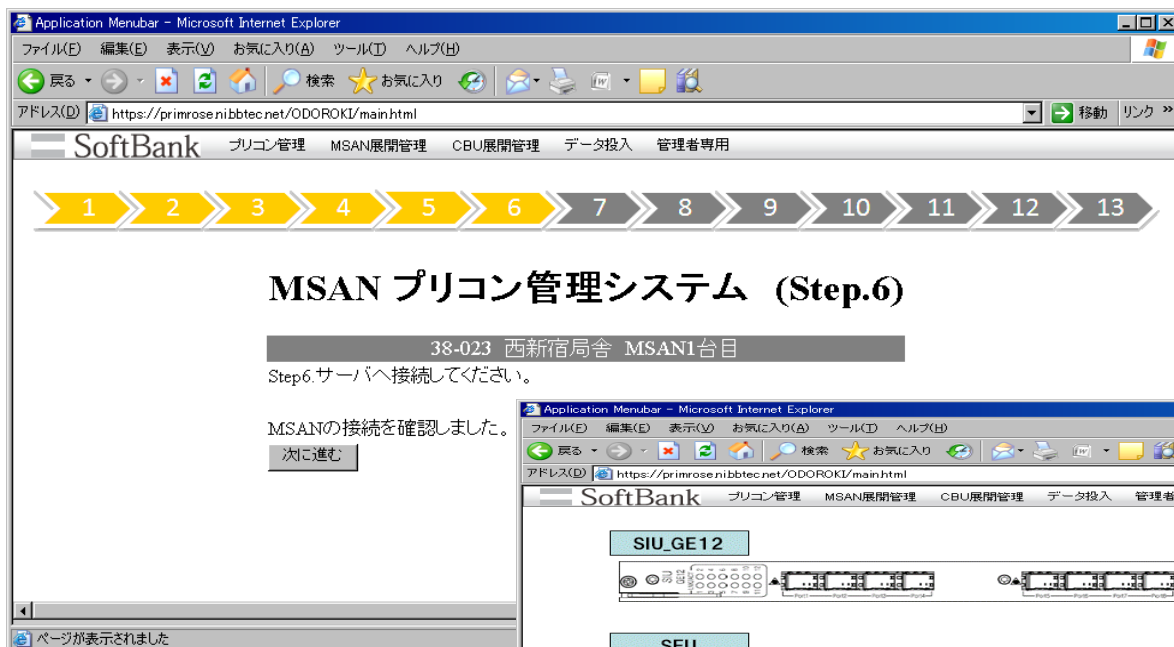 Application Menubar - Microsoft Internet Explorer
ファイル(F) 編集(E) 表示(V) お気に入り(A) ツール(T) ヘルプ(H)
戻る 検索 お気に入り
アドレス(D) https://primrose.ni.bbtec.net/ODOROKI/main.html 移動 リンク »
SoftBank プリコン管理 MSAN展開管理 CBU展開管理 データ投入 管理者専用
1 2 3 4 5 6 7 8 9 10 11 12 13
MSAN プリコン管理システム (Step.6)
38-023 西新宿局舎 MSAN1台目
Step6.サーバへ接続してください。
MSANの接続を確認しました。
次に進む
ページが表示されました
Application Menubar - Microsoft Internet Explorer
ファイル(F) 編集(E) 表示(V) お気に入り(A) ツール(T) ヘルプ(H)
戻る 検索 お気に入り
アドレス(D) https://primrose.ni.bbtec.net/ODOROKI/main.html
SoftBank プリコン管理 MSAN展開管理 CBU展開管理 データ投入 管理者
SIU_GE12
SIU
GE12
SFU